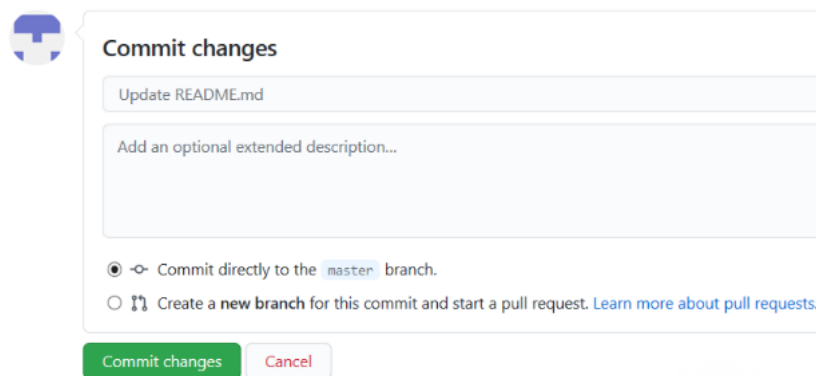 Commit changes
Update README.md
Add an optional extended description...
Commit directly to the master branch.
Create a new branch for this commit and start a pull request. Learn more about pull requests.
Commit changes
Cancel